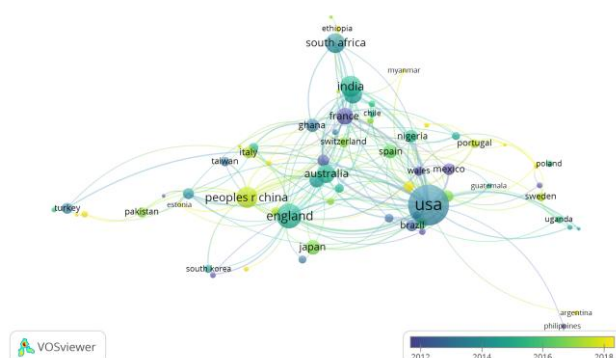 ethiopia
south africa
myanmar
india
france
chile
ghana
switzerland
nigeria
portugal
italy
spain
taiwan
wales
mexico
poland
australia
guatemala
peoples r china
usa
sweden
estonia
turkey
pakistan
england
brazil
uganda
japan
south korea
argentina
philippines
VOSviewer
2012 2014 2016 2018